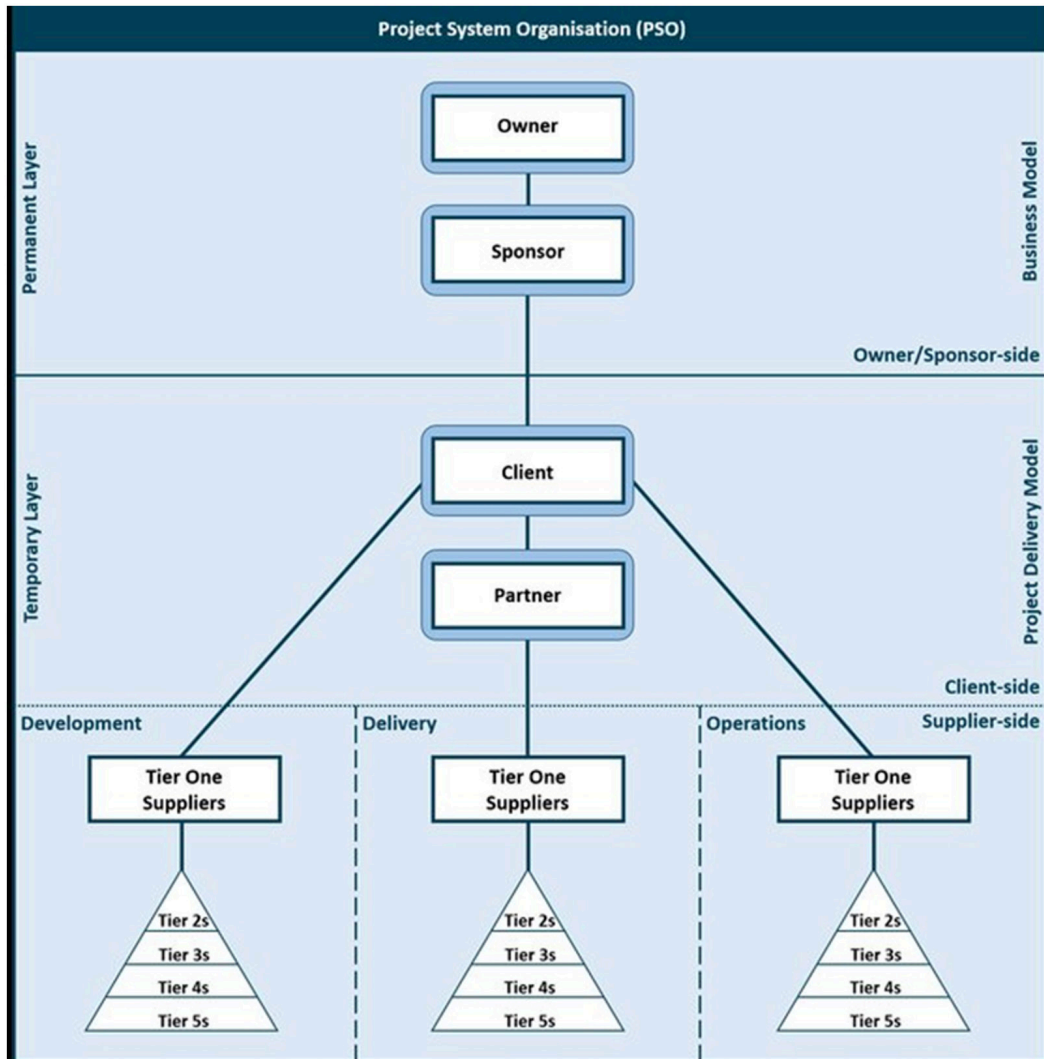 Project System Organisation (PSO)
Permanent Layer
Owner
Sponsor
Business Model
Owner/Sponsor-side
Temporary Layer
Client
Partner
Project Delivery Model
Client-side
Development
Delivery
Operations
Supplier-side
Tier One
Suppliers
Tier One
Suppliers
Tier One
Suppliers
Tier 2s
Tier 3s
Tier 4s
Tier 5s
Tier 2s
Tier 3s
Tier 4s
Tier 5s
Tier 2s
Tier 3s
Tier 4s
Tier 5s